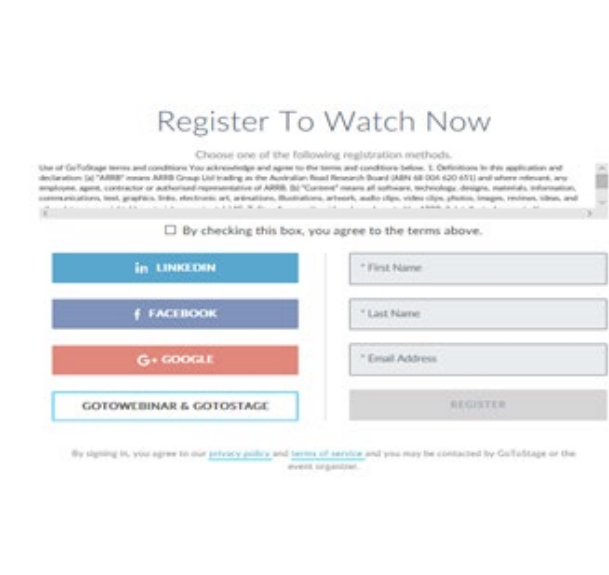 Register To Watch Now
Choose one of the following registration methods.
Use of GoToStage terms and conditions You acknowledge and agree to the terms and conditions below. 1. Definitions In this application and
declaration: (a) "ARRB" means ARRB Group Ltd trading as the Australian Road Research Board (ABN 68 004 620 651) and where relevant, any
employee, agent, contractor or authorised representative of ARRB. (b) "Content" means all software, technology, designs, materials, information,
communications, text, graphics, links, electronic art, animations, illustrations, artwork, audio clips, video clips, photos, images, reviews, ideas, and
By checking this box, you agree to the terms above.
in LINKEDIN
f FACEBOOK
G+ GOOGLE
GOTOWEBINAR & GOTOSTAGE
* First Name
* Last Name
* Email Address
REGISTER
By signing in, you agree to our privacy policy and terms of service and you may be contacted by GoToStage or the
event organizer.